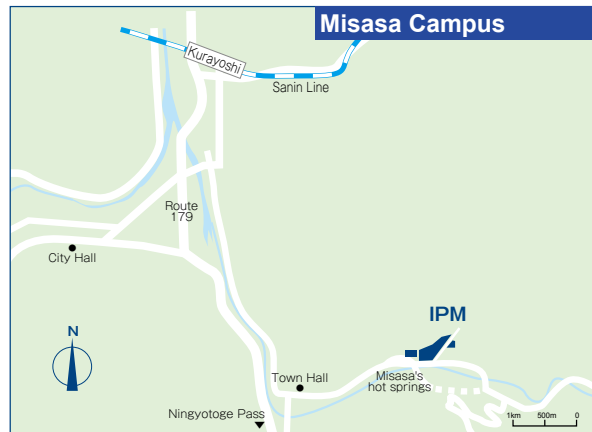 Misasa Campus
Kurayoshi
Sanin Line
Route
179
City Hall
IPM
N
Town Hall
Misasa's
hot springs
Ningyotoge Pass
1km 500m 0